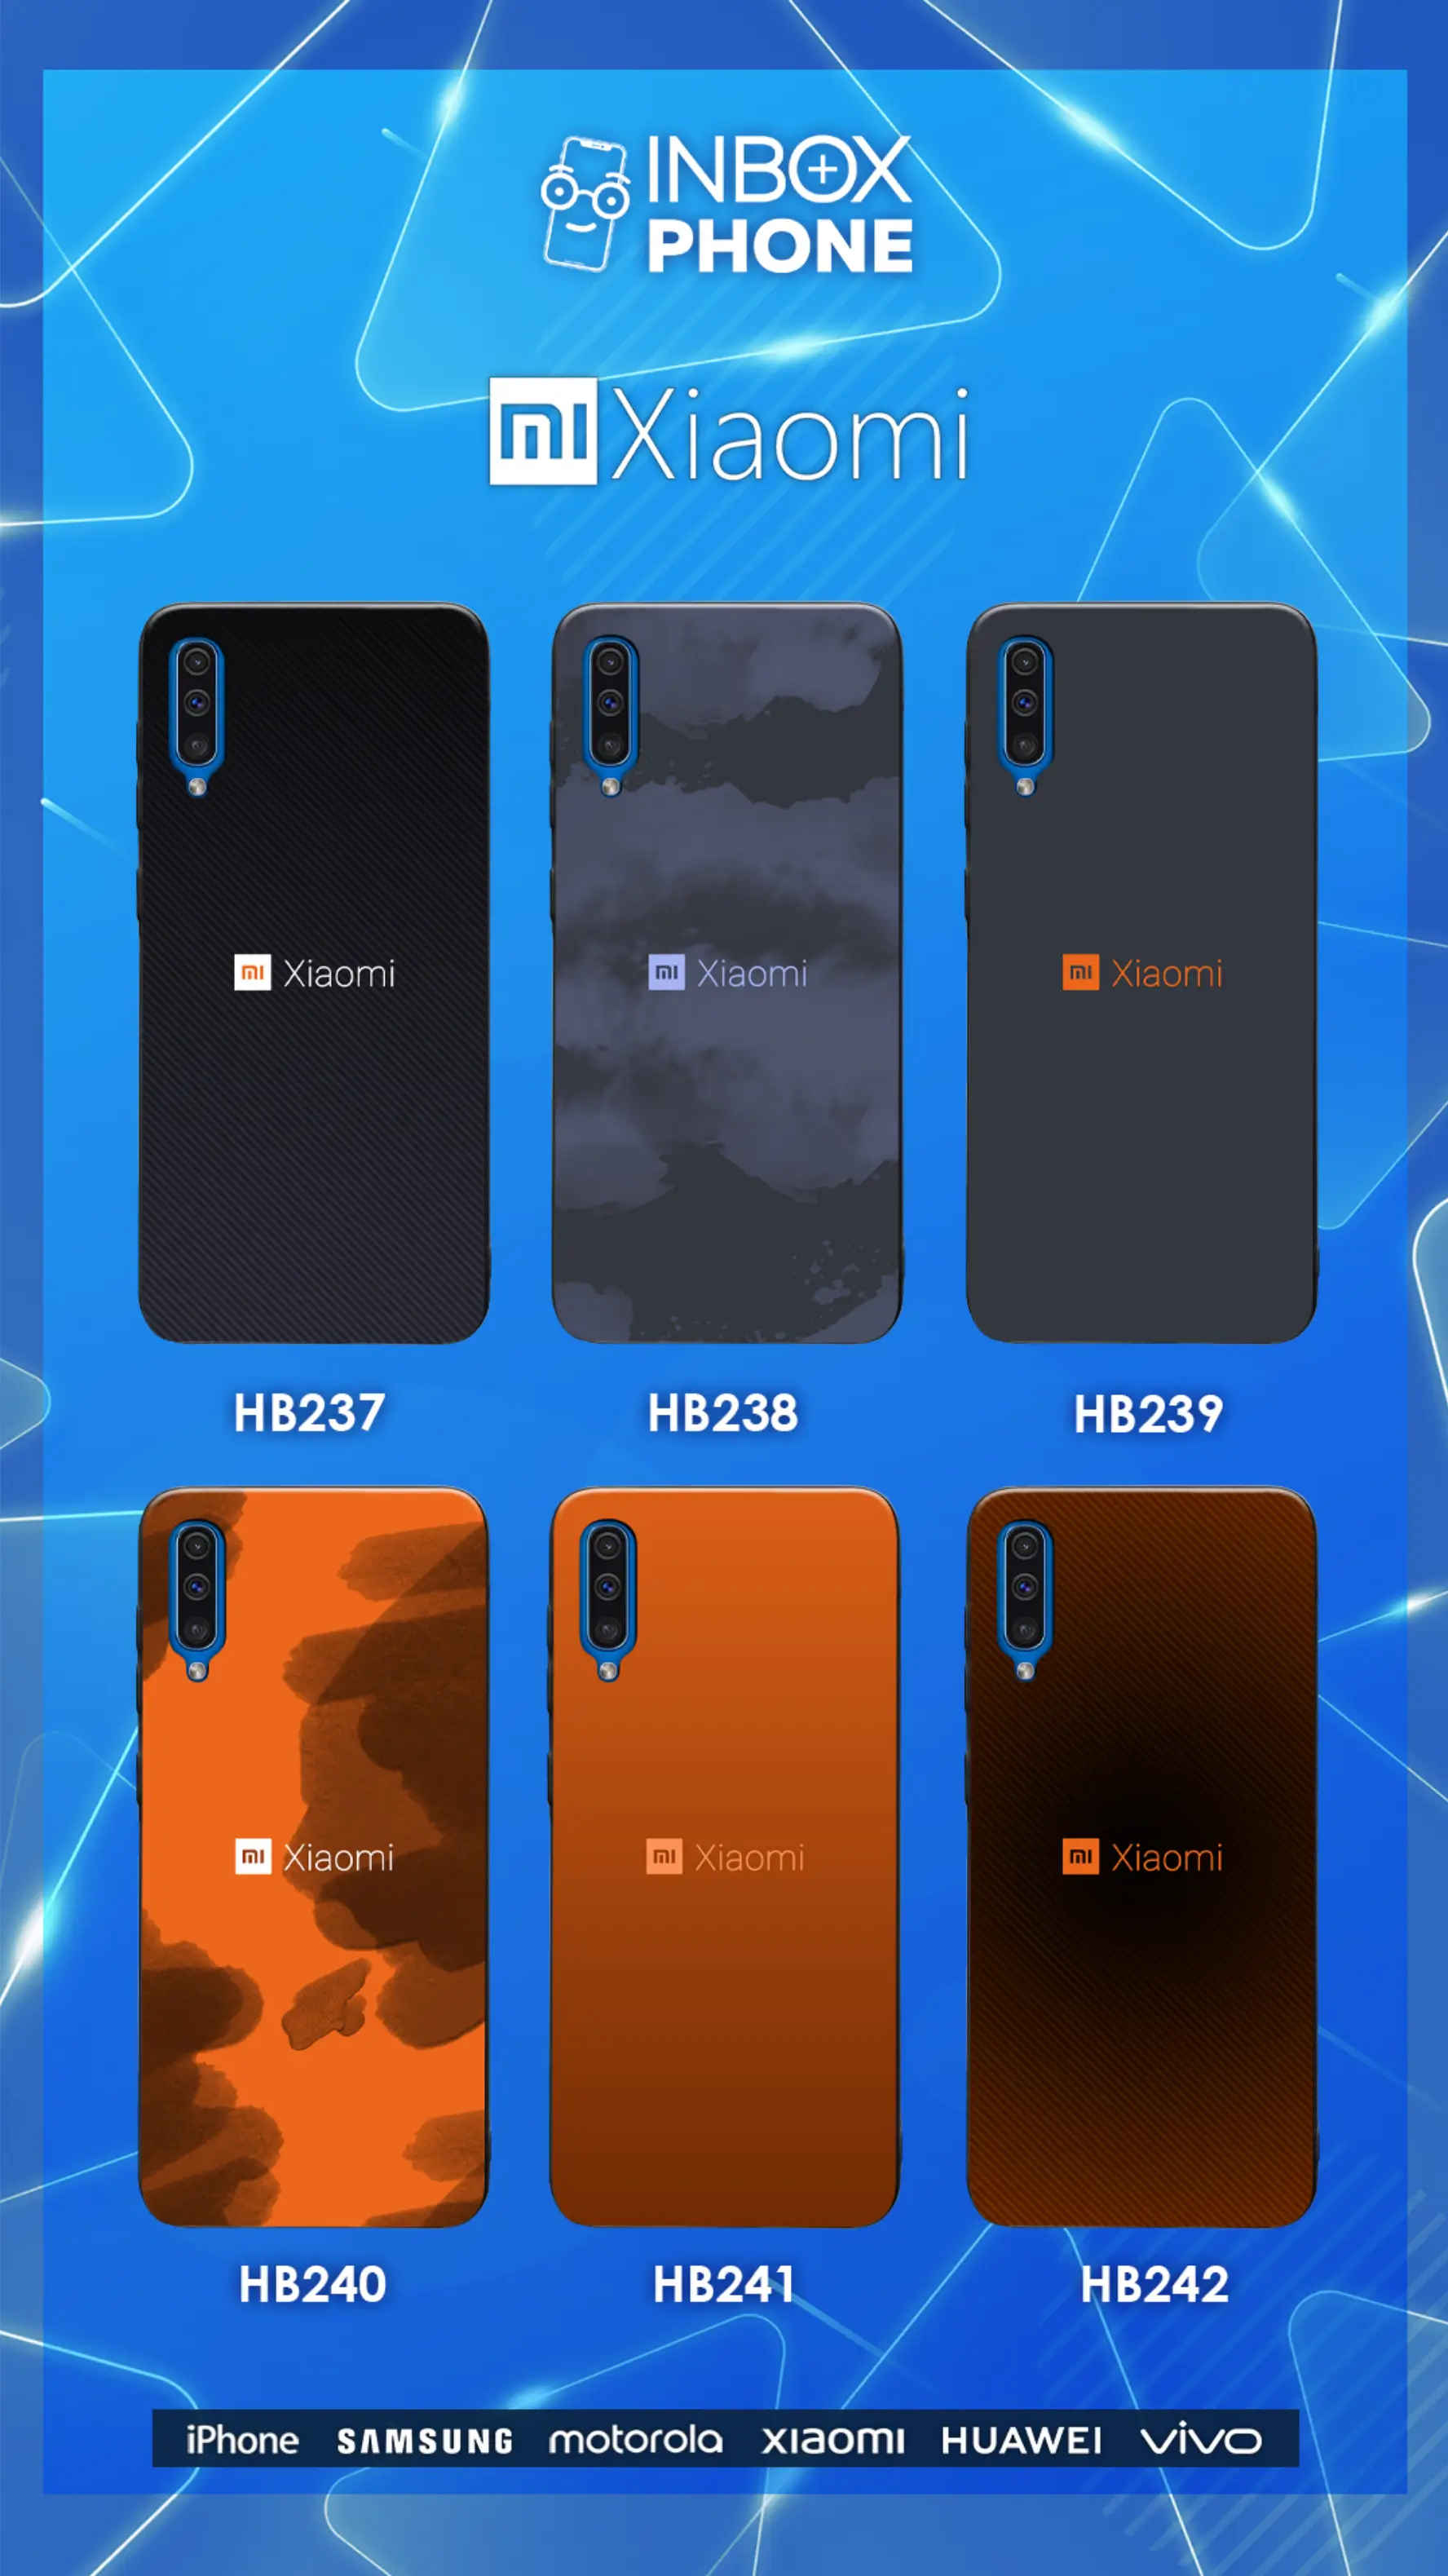 INBOX
PHONE
mi Xiaomi
mi Xiaomi
mi Xiaomi
mi Xiaomi
HB237
HB238
HB239
mi Xiaomi
mi Xiaomi
mi Xiaomi
HB240
HB241
HB242
iPhone SAMSUNG motorola xiaomi HUAWEI vivo